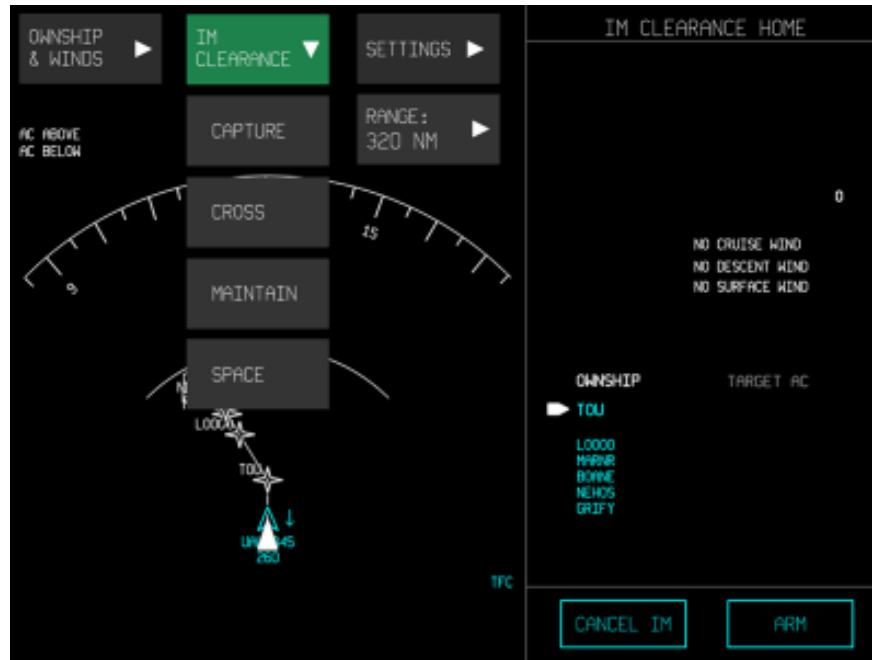 OWNSHIP
& WINDS
IM
CLEARANCE
SETTINGS
CAPTURE
RANGE:
320 NM
AC ABOVE
AC BELOW
CROSS
15
9
MAINTAIN
SPACE
LOOOO
TOU
260
TFC
IM CLEARANCE HOME
0
NO CRUISE WIND
NO DESCENT WIND
NO SURFACE WIND
OWNSHIP
TARGET AC
TOU
LOOOO
MARNR
BOANE
NEHOS
GRIFY
CANCEL IM
ARM